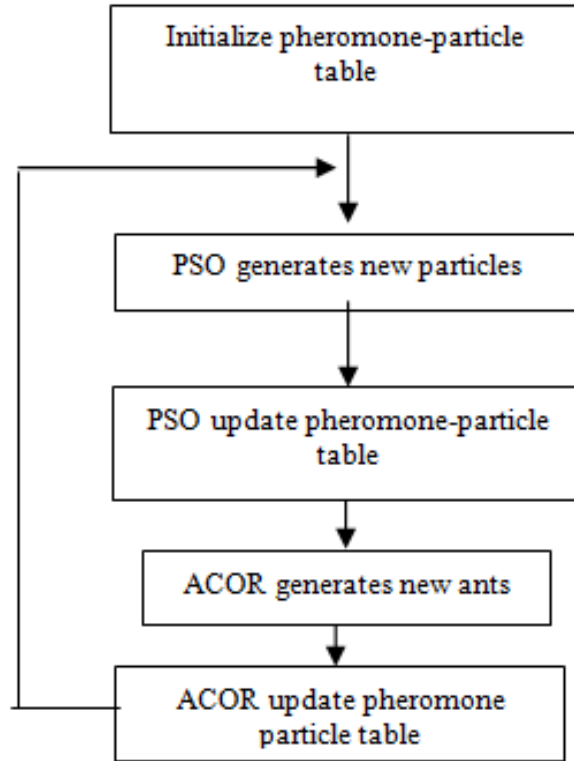 Initialize pheromone-particle
table
PSO generates new particles
PSO update pheromone-particle
table
ACOR generates new ants
ACOR update pheromone
particle table